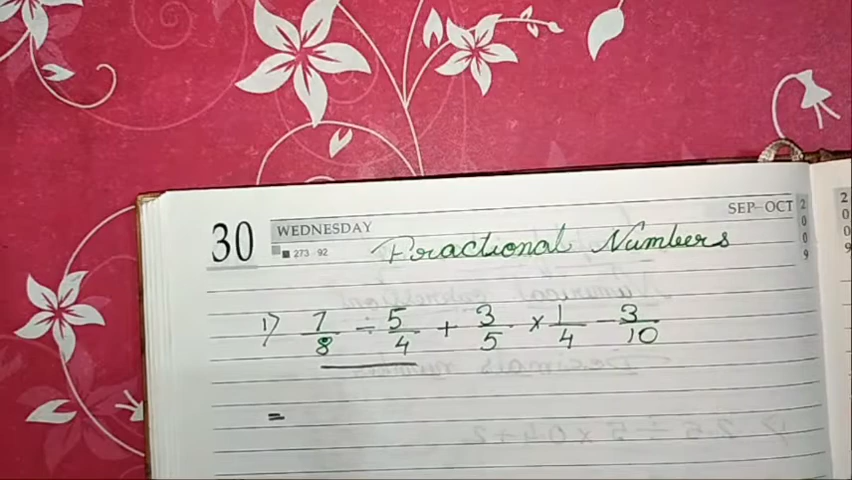 30 WEDNESDAY SEP-OCT 2009
273-92
Fractional Numbers
1) 7/8 ÷ 5/4 + 3/5 × 1/4 - 3/10
=